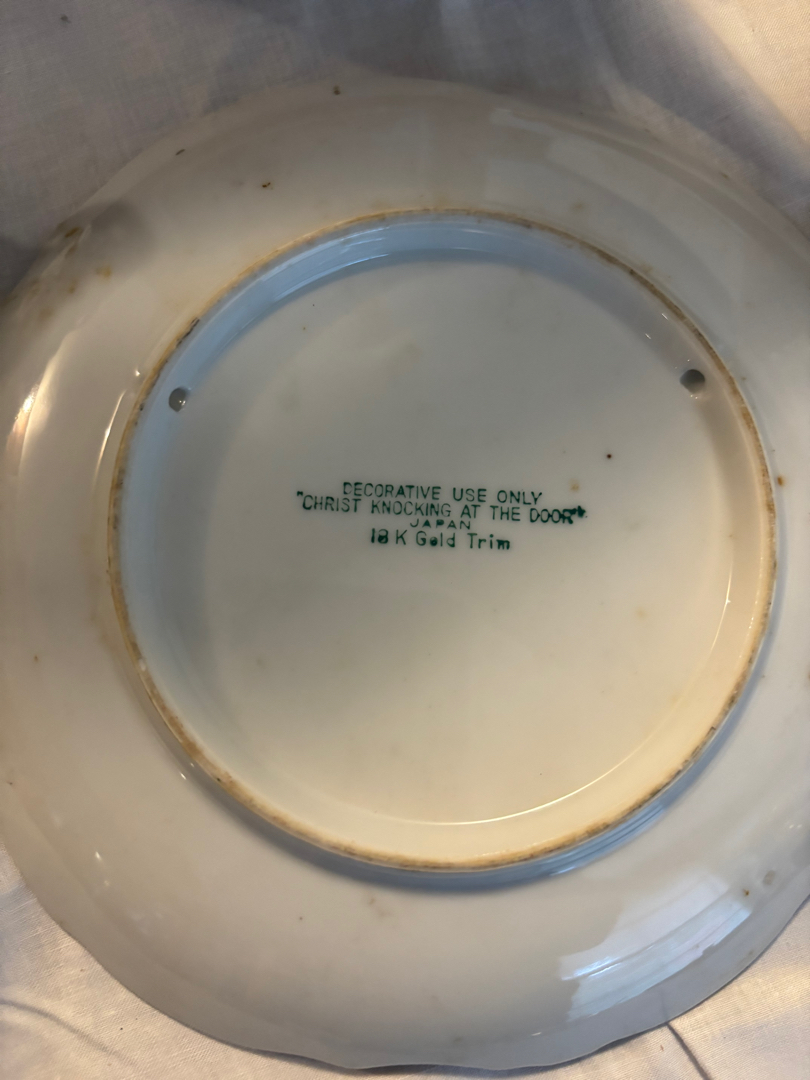 DECORATIVE USE ONLY
"CHRIST KNOCKING AT THE DOOR"
JAPAN
18 K Gold Trim